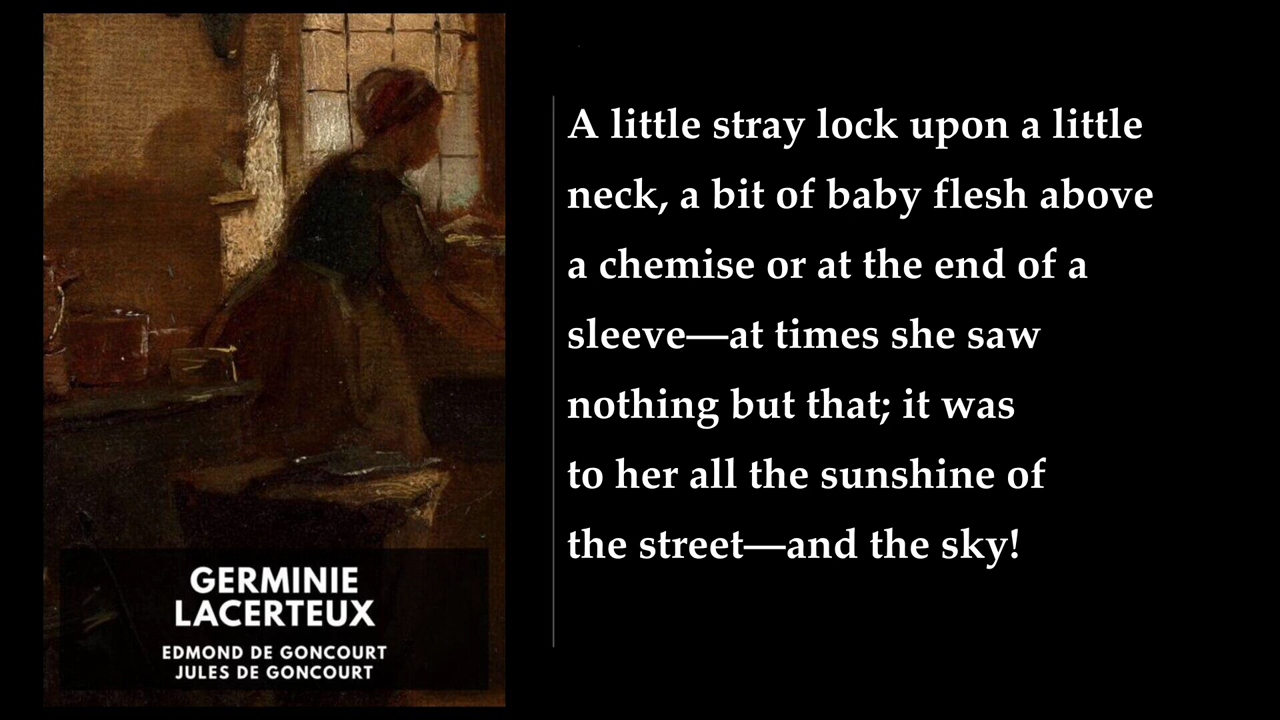 GERMINIE
LACERTEUX
EDMOND DE GONCOURT
JULES DE GONCOURT
A little stray lock upon a little
neck, a bit of baby flesh above
a chemise or at the end of a
sleeve—at times she saw
nothing but that; it was
to her all the sunshine of
the street—and the sky!